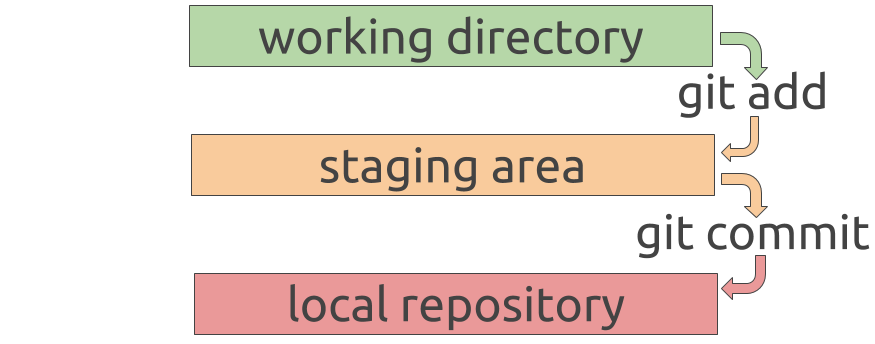 working directory
git add
staging area
git commit
local repository